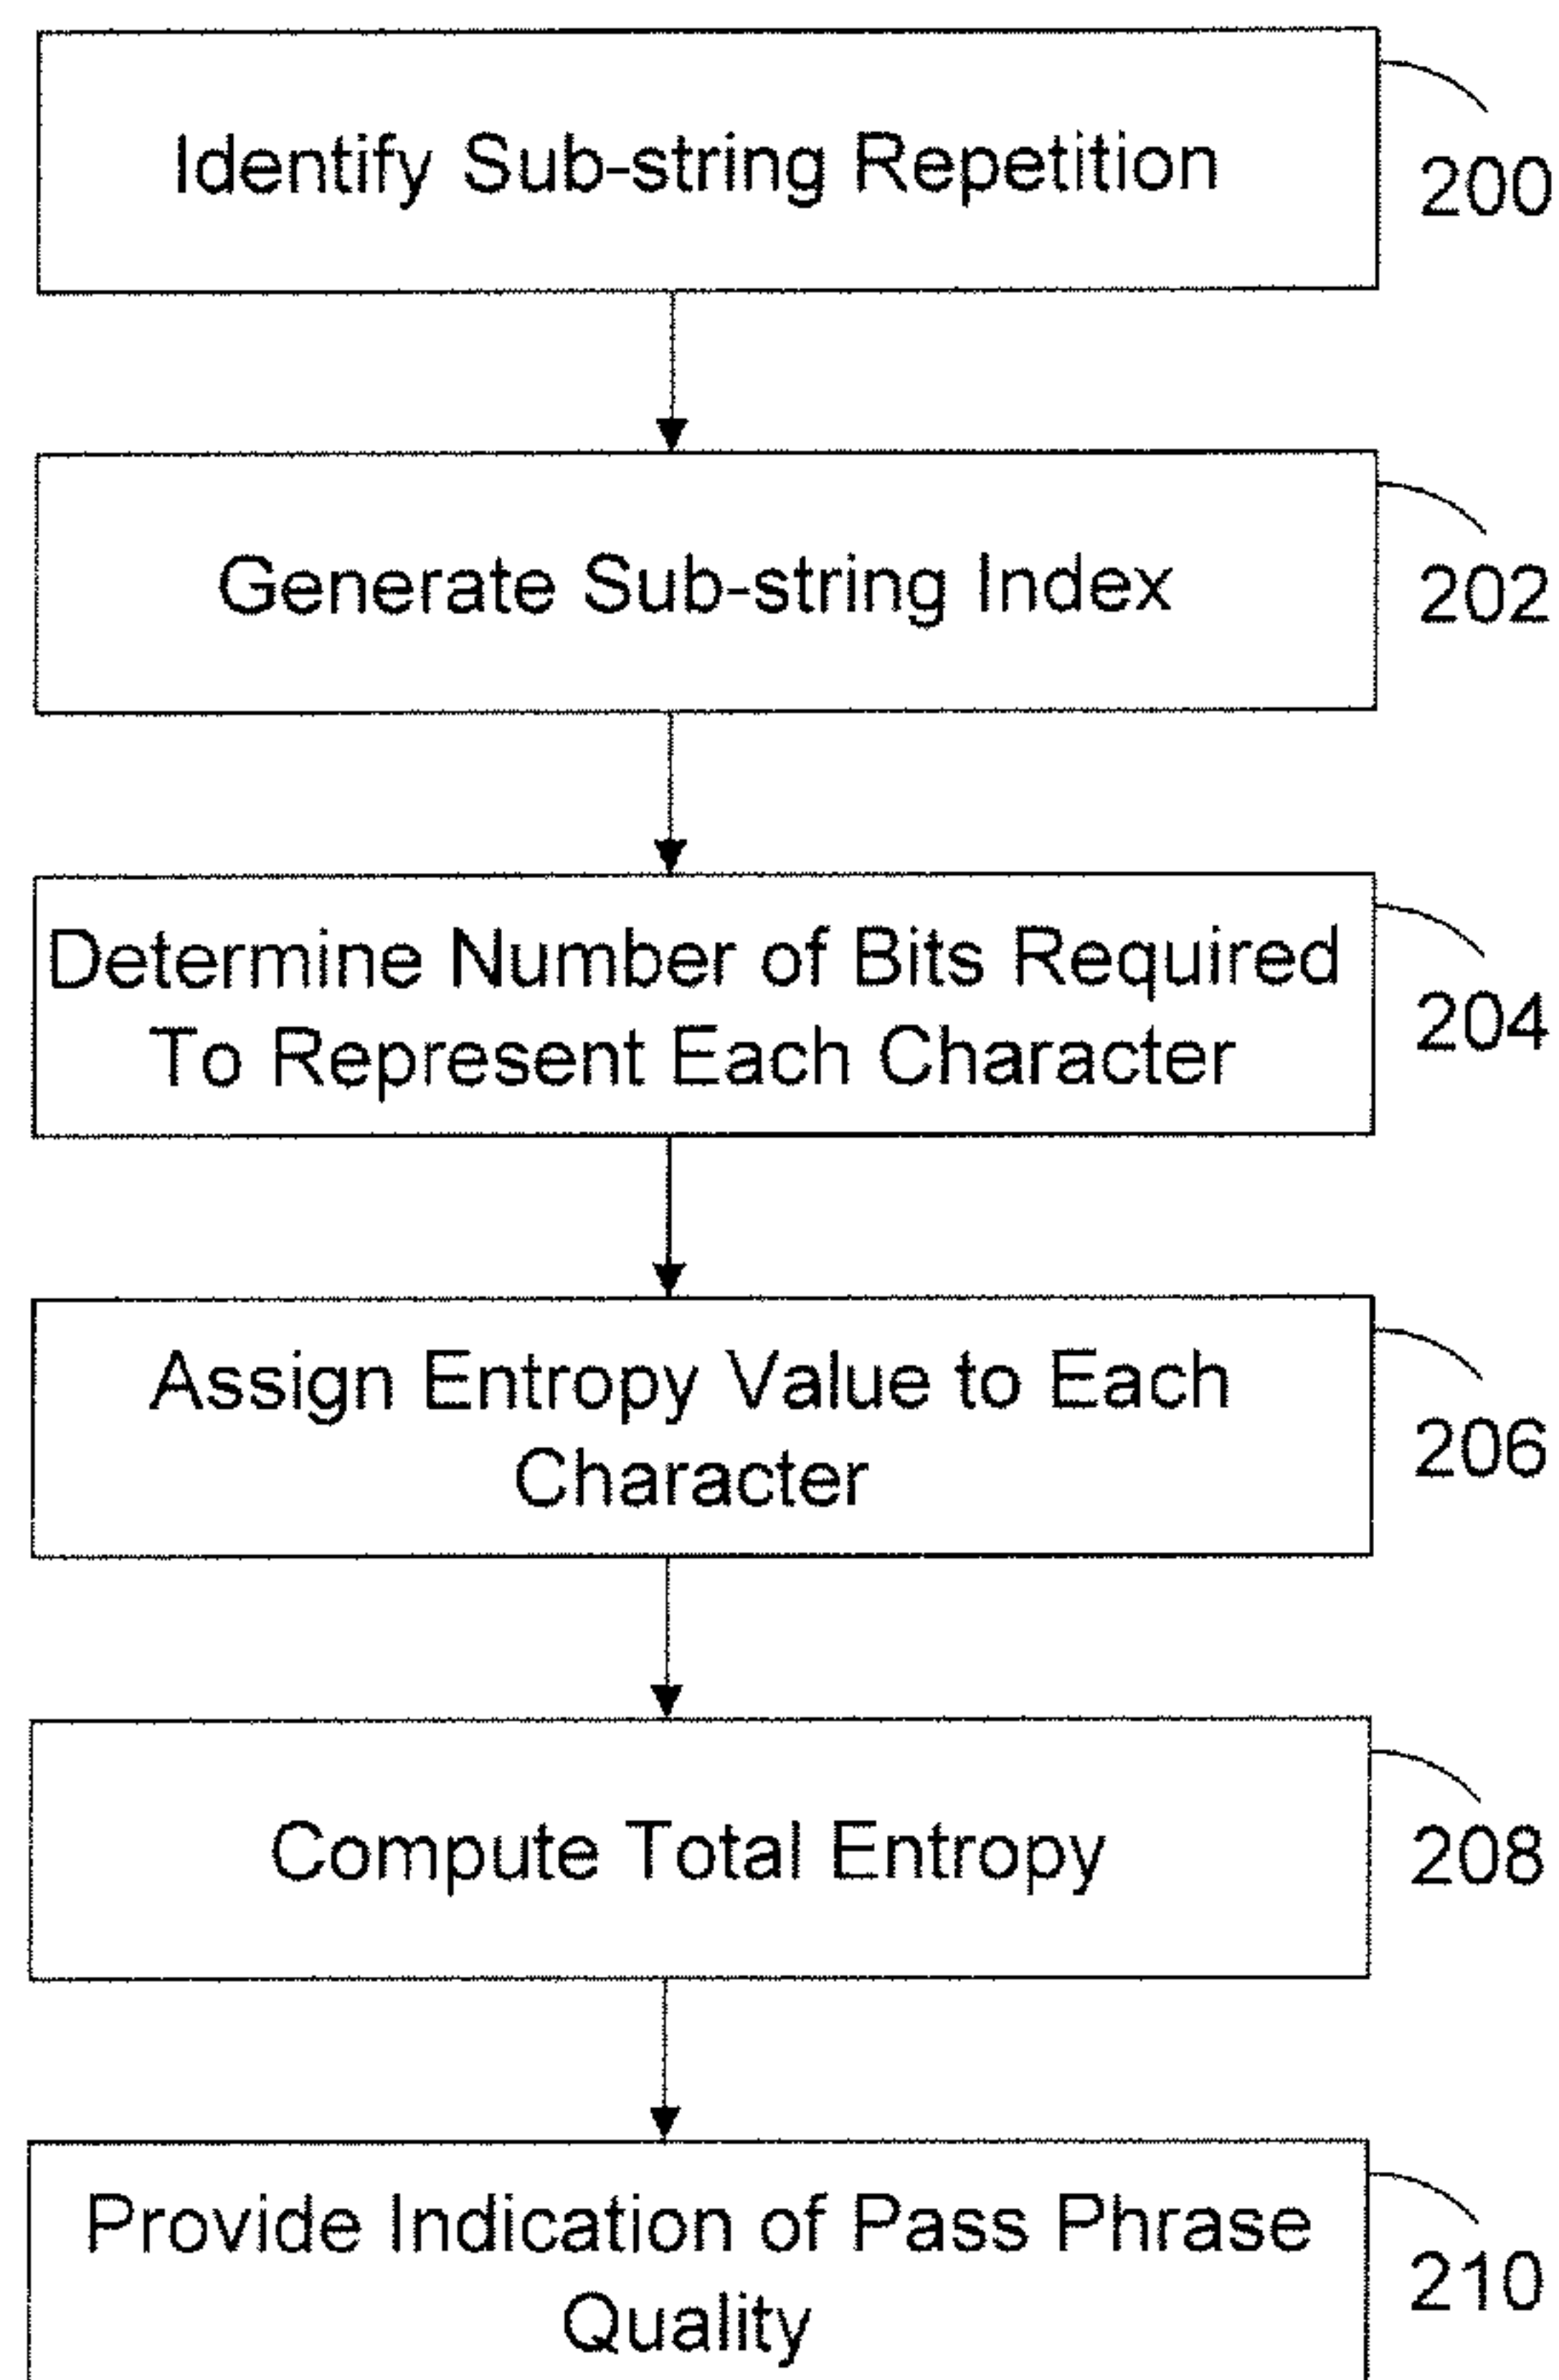 Identify Sub-string Repetition
200
Generate Sub-string Index
202
Determine Number of Bits Required
To Represent Each Character
204
Assign Entropy Value to Each
Character
206
Compute Total Entropy
208
Provide Indication of Pass Phrase
Quality
210